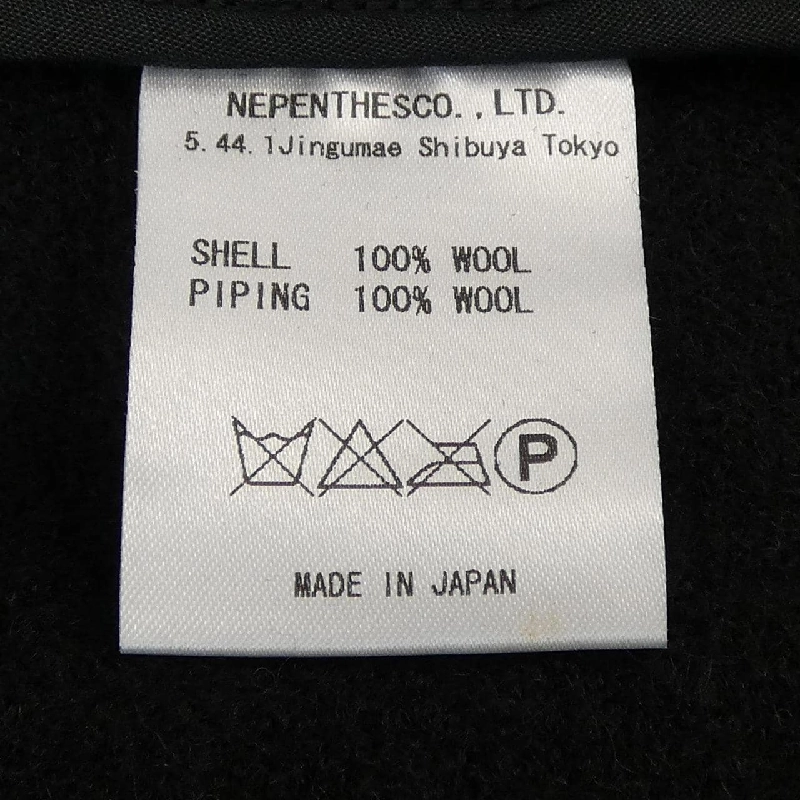 NEPENTHESCO.,LTD.
5.44.1Jingumae Shibuya Tokyo
SHELL 100% WOOL
PIPING 100% WOOL
P
MADE IN JAPAN